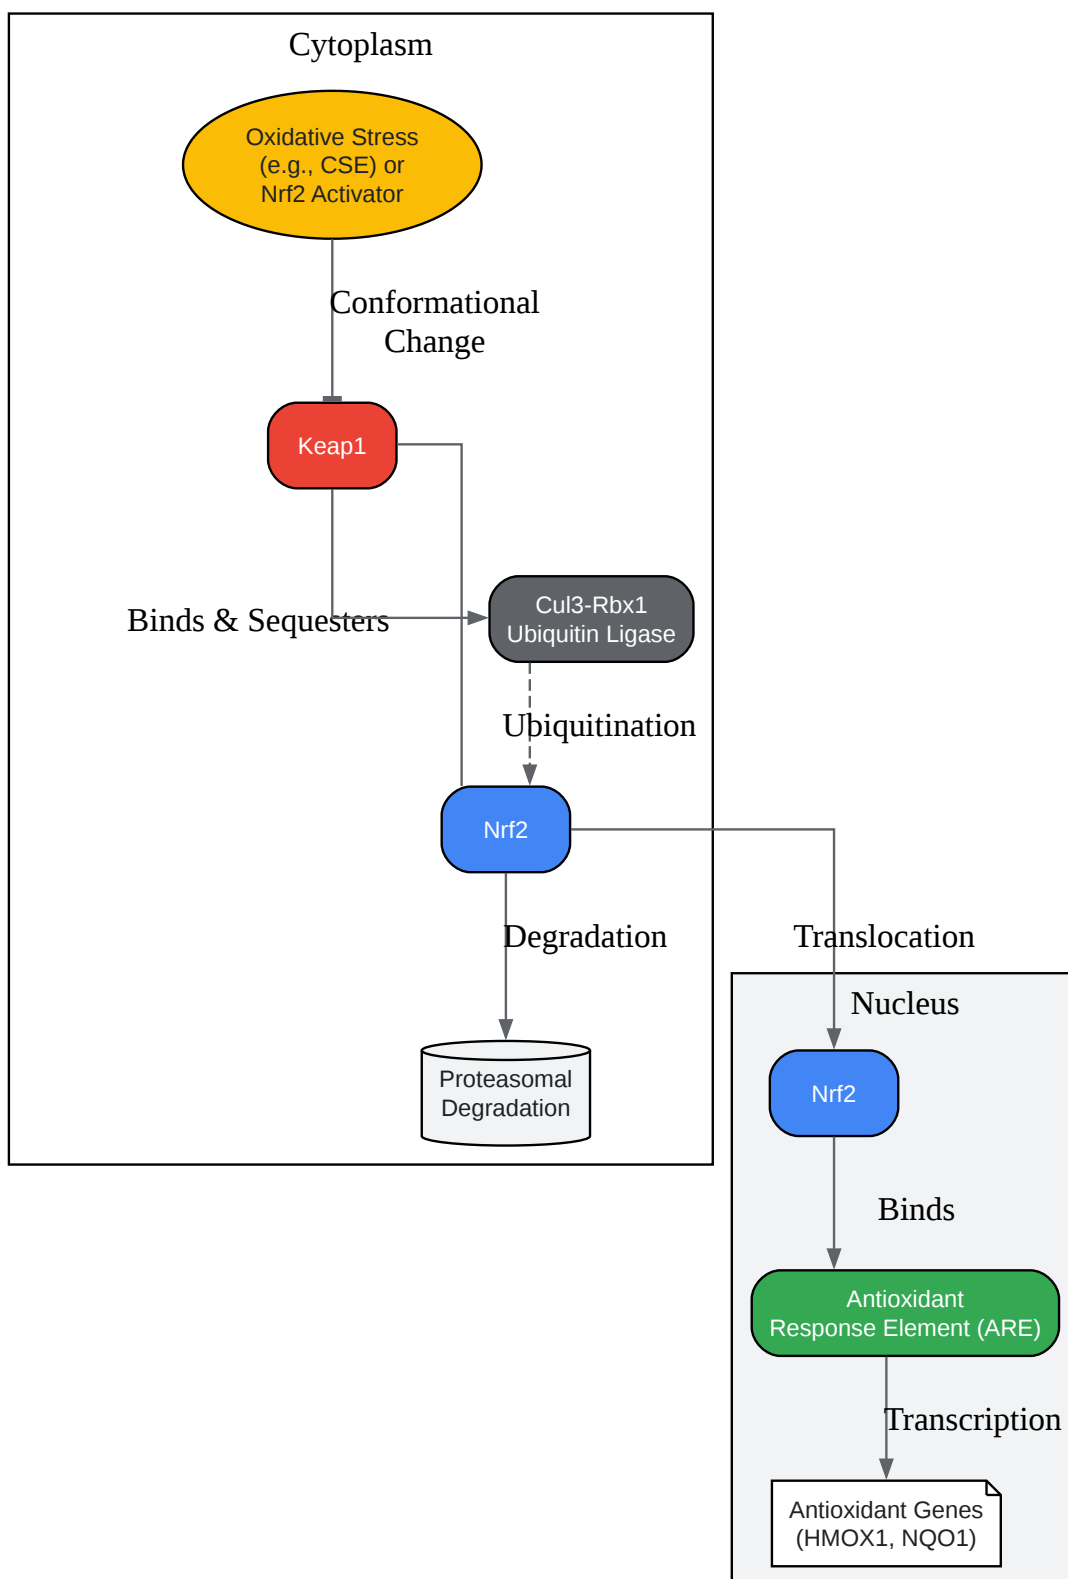 Cytoplasm
Oxidative Stress
(e.g., CSE) or
Nrf2 Activator
Conformational
Change
Keap1
Cul3-Rbx1
Ubiquitin Ligase
Binds & Sequesters
Ubiquitination
Nrf2
Degradation
Translocation
Nucleus
Proteasomal
Degradation
Nrf2
Binds
Antioxidant
Response Element (ARE)
Transcription
Antioxidant Genes
(HMOX1, NQO1)